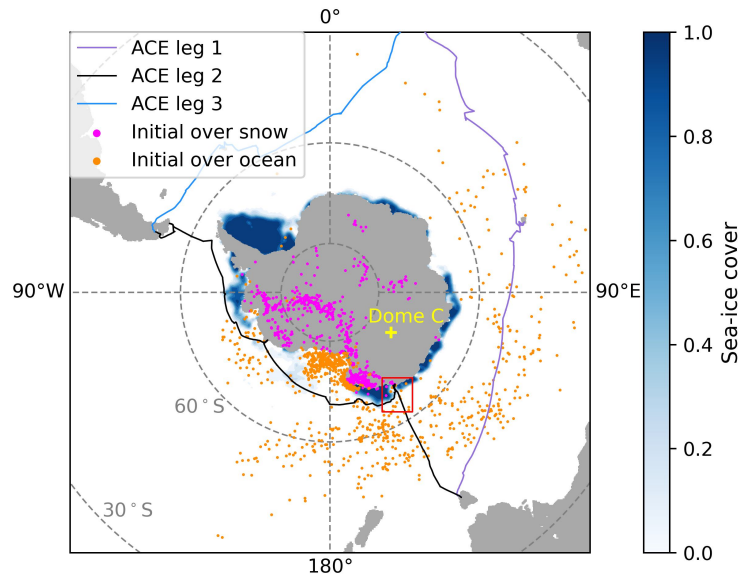 0°
ACE leg 1
ACE leg 2
ACE leg 3
Initial over snow
Initial over ocean
90°W
90°E
Dome C
60°S
30°S
180°
1.0
0.8
0.6
0.4
0.2
0.0
Sea-ice cover